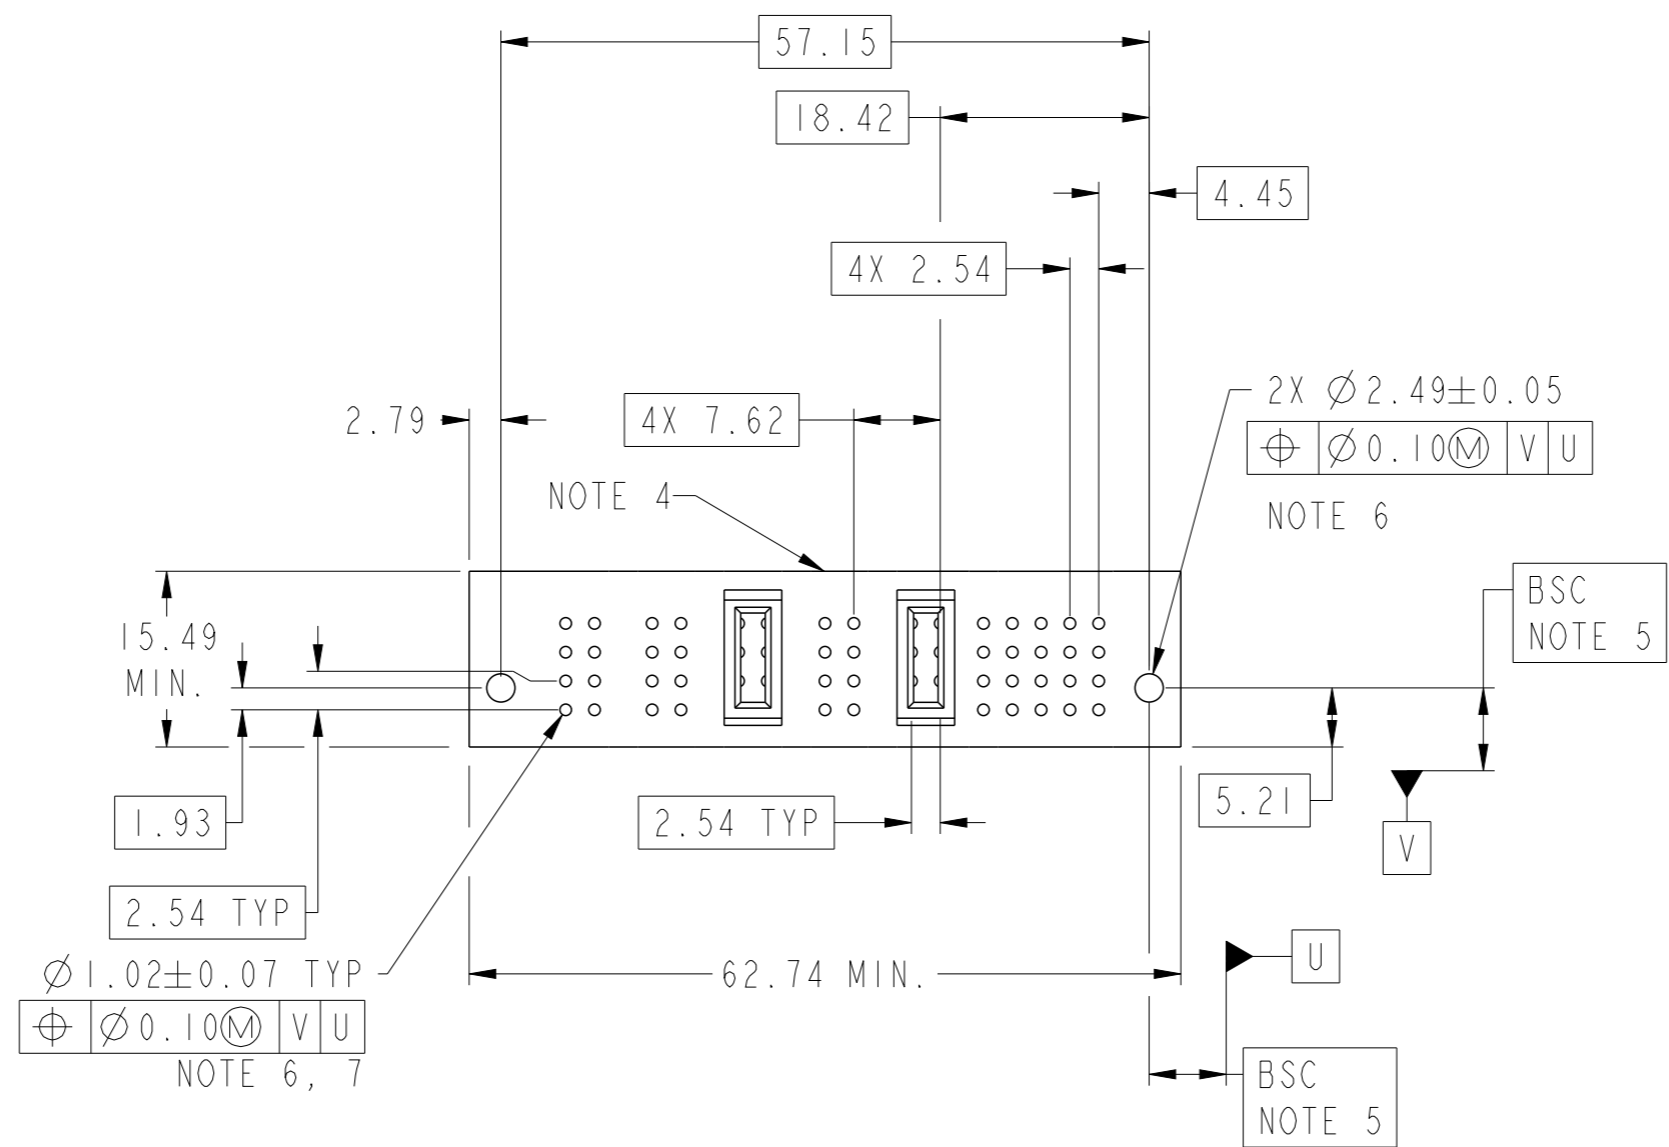 57.15
18.42
4.45
4X 2.54
2X ⌀2.49±0.05
2.79
4X 7.62
⌖ ⌀0.10Ⓜ V U
NOTE 4
NOTE 6
BSC
NOTE 5
15.49
MIN.
1.93
2.54 TYP
5.21
V
2.54 TYP
⌀1.02±0.07 TYP
62.74 MIN.
U
⌖ ⌀0.10Ⓜ V U
NOTE 6, 7
BSC
NOTE 5